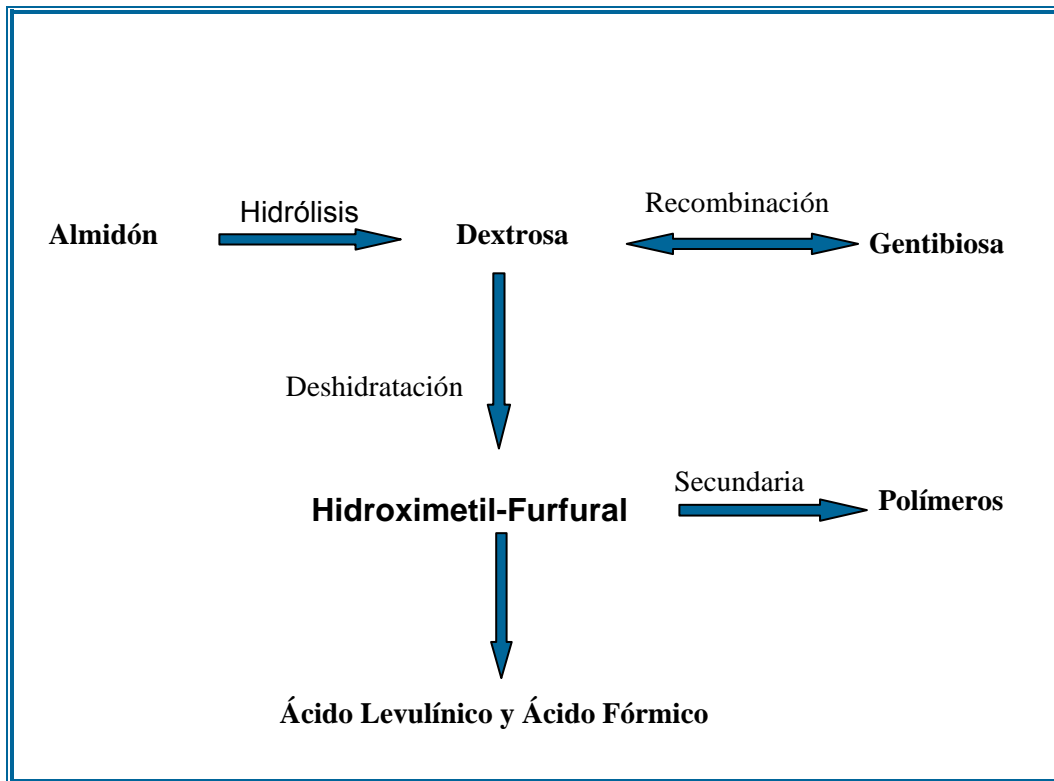 Hidrólisis
Recombinación
Almidón
Dextrosa
Gentibiosa
Deshidratación
Secundaria
Hidroximetil-Furfural
Polímeros
Ácido Levulínico y Ácido Fórmico